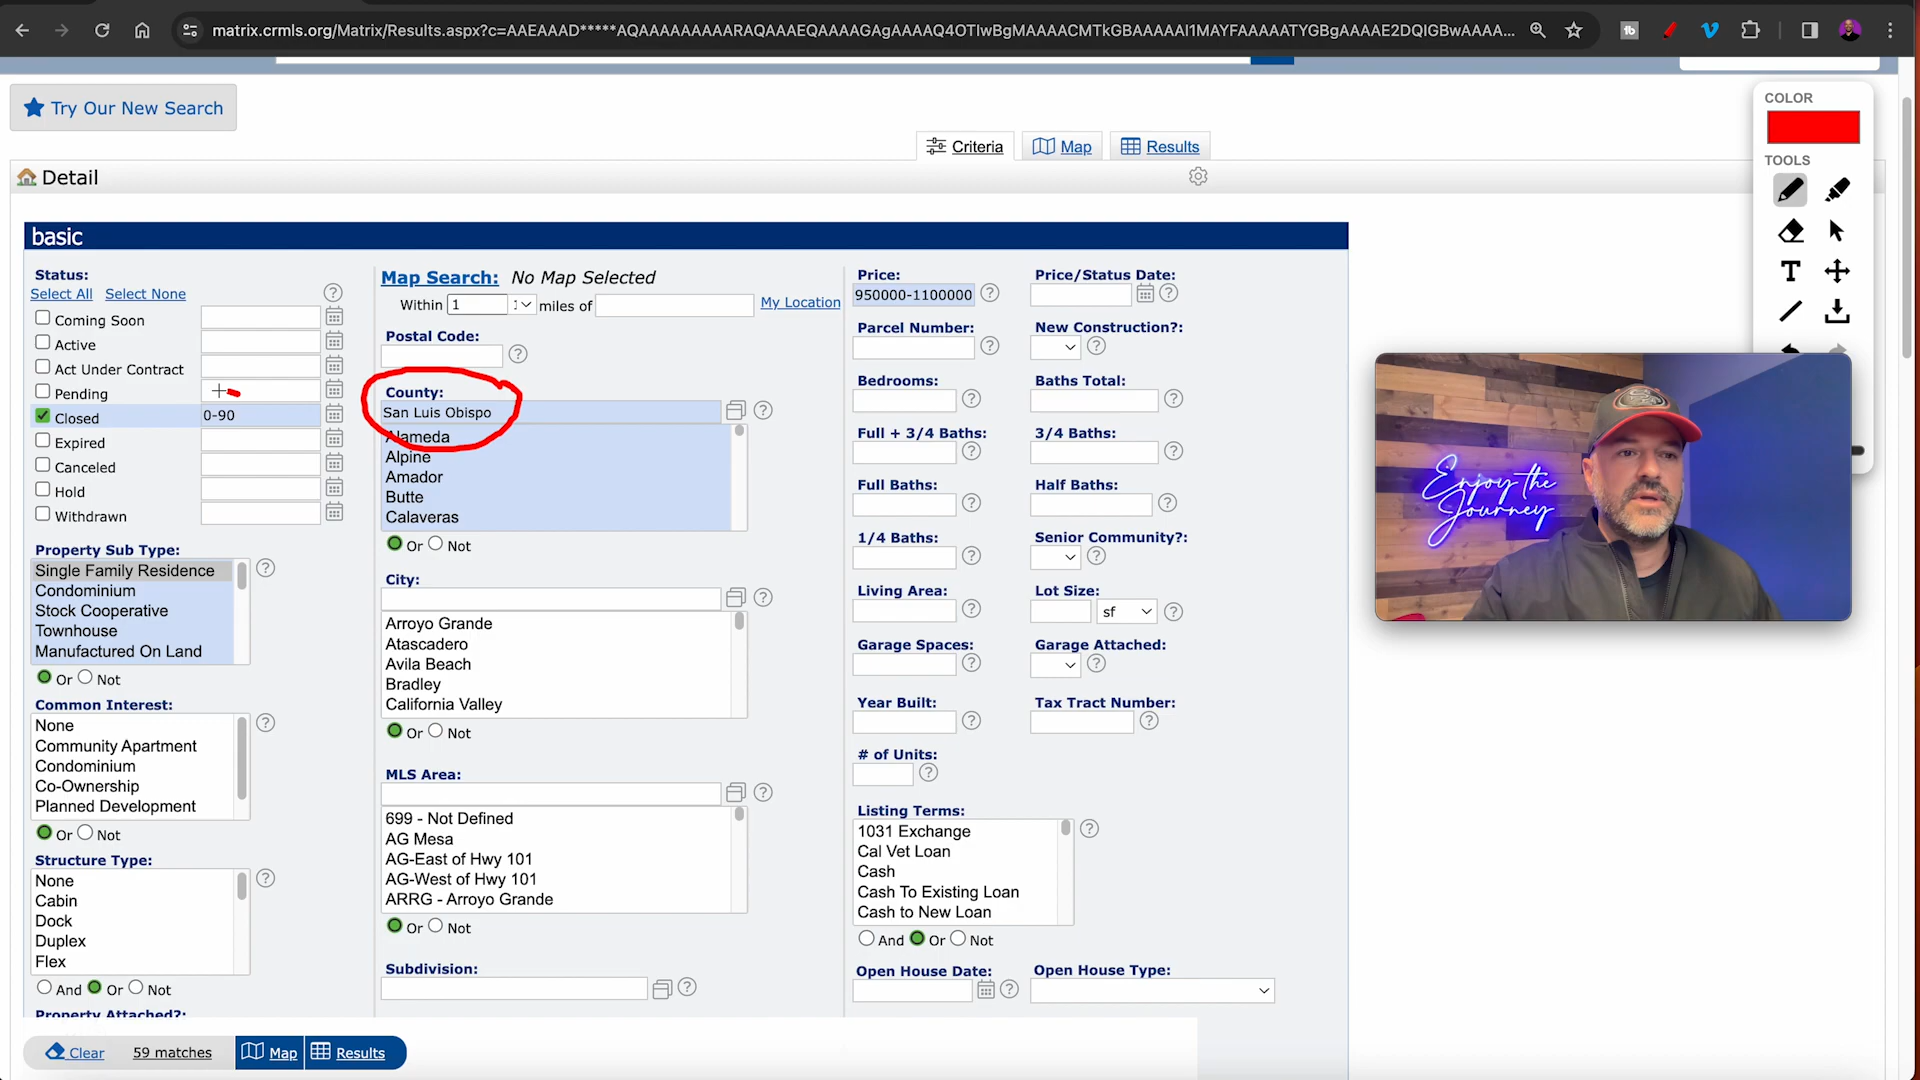 matrix.crmls.org/Matrix/Results.aspx?c=AAEAAAD*****AQAAAAAAAAARAQAAAEQAAAAGAgAAAAQ4OTIwBgMAAAACMTkGBAAAAAI1MAYFAAAAATYGBgAAAAE2DQIGBwAAAA...
Try Our New Search
Criteria Map Results
Detail
basic
Status:
Select All Select None
Coming Soon
Active
Act Under Contract
Pending
Closed 0-90
Expired
Canceled
Hold
Withdrawn
Property Sub Type:
Single Family Residence
Condominium
Stock Cooperative
Townhouse
Manufactured On Land
Or Not
Common Interest:
None
Community Apartment
Condominium
Co-Ownership
Planned Development
Or Not
Structure Type:
None
Cabin
Dock
Duplex
Flex
And Or Not
Property Attached?:
Map Search: No Map Selected
Within 1 miles of My Location
Postal Code:
County:
San Luis Obispo
Alameda
Alpine
Amador
Butte
Calaveras
Or Not
City:
Arroyo Grande
Atascadero
Avila Beach
Bradley
California Valley
Or Not
MLS Area:
699 - Not Defined
AG Mesa
AG-East of Hwy 101
AG-West of Hwy 101
ARRG - Arroyo Grande
Or Not
Subdivision:
Price: Price/Status Date:
950000-1100000
Parcel Number: New Construction?:
Bedrooms: Baths Total:
Full + 3/4 Baths: 3/4 Baths:
Full Baths: Half Baths:
1/4 Baths: Senior Community?:
Living Area: Lot Size:
sf
Garage Spaces: Garage Attached:
Year Built: Tax Tract Number:
# of Units:
Listing Terms:
1031 Exchange
Cal Vet Loan
Cash
Cash To Existing Loan
Cash to New Loan
And Or Not
Open House Date: Open House Type:
Clear 59 matches Map Results
COLOR
TOOLS
T
Enjoy the
Journey